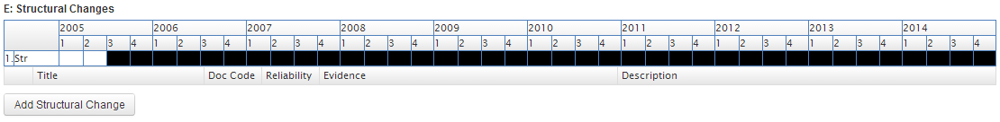 E: Structural Changes
2005 2006 2007 2008 2009 2010 2011 2012 2013 2014
1 2 3 4 1 2 3 4 1 2 3 4 1 2 3 4 1 2 3 4 1 2 3 4 1 2 3 4 1 2 3 4 1 2 3 4 1 2 3 4
1.Str
Title Doc Code Reliability Evidence Description
Add Structural Change